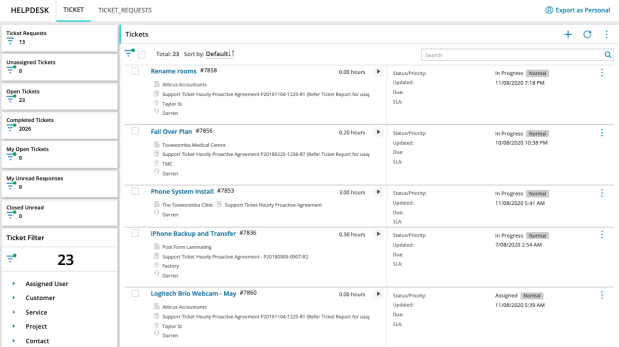 HELPDESK TICKET TICKET_REQUESTS Export as Personal
Ticket Requests
13
Unassigned Tickets
0
Open Tickets
23
Completed Tickets
2026
My Open Tickets
0
My Unread Responses
0
Closed Unread
0
Ticket Filter
23
Assigned User
Customer
Service
Project
Contact
Tickets
Total: 23 Sort by: Default
Search
Rename rooms #7858 0.00 hours
Atticus Accountants
Support Ticket Hourly Proactive Agreement P20161104-1225-R1 (Refer Ticket Report for usag
Taylor St
Darren
Status/Priority: In Progress Normal
Updated: 11/08/2020 7:18 PM
Due:
SLA:
Fail Over Plan #7856 0.20 hours
Toowoomba Medical Centre
Support Ticket Hourly Proactive Agreement P20180225-1238-R7 (Refer Ticket Report for usag
TMC
Darren
Status/Priority: In Progress Normal
Updated: 10/08/2020 10:38 PM
Due:
SLA:
Phone System Install #7853 3.00 hours
The Toowoomba Clinic Support Ticket Hourly Proactive Agreement
Darren
Status/Priority: In Progress Normal
Updated: 11/08/2020 5:41 AM
Due:
SLA:
iPhone Backup and Transfer #7836 0.30 hours
Post Form Laminating
Support Ticket Hourly Proactive Agreement - P20180909-0907-R2
Factory
Darren
Status/Priority: In Progress Normal
Updated: 7/08/2020 2:54 AM
Due:
SLA:
Logitech Brio Webcam - May #7860 0.00 hours
Atticus Accountants
Support Ticket Hourly Proactive Agreement P20161104-1225-R1 (Refer Ticket Report for usag
Taylor St
Darren
Status/Priority: Assigned Normal
Updated: 11/08/2020 5:39 AM
Due:
SLA: